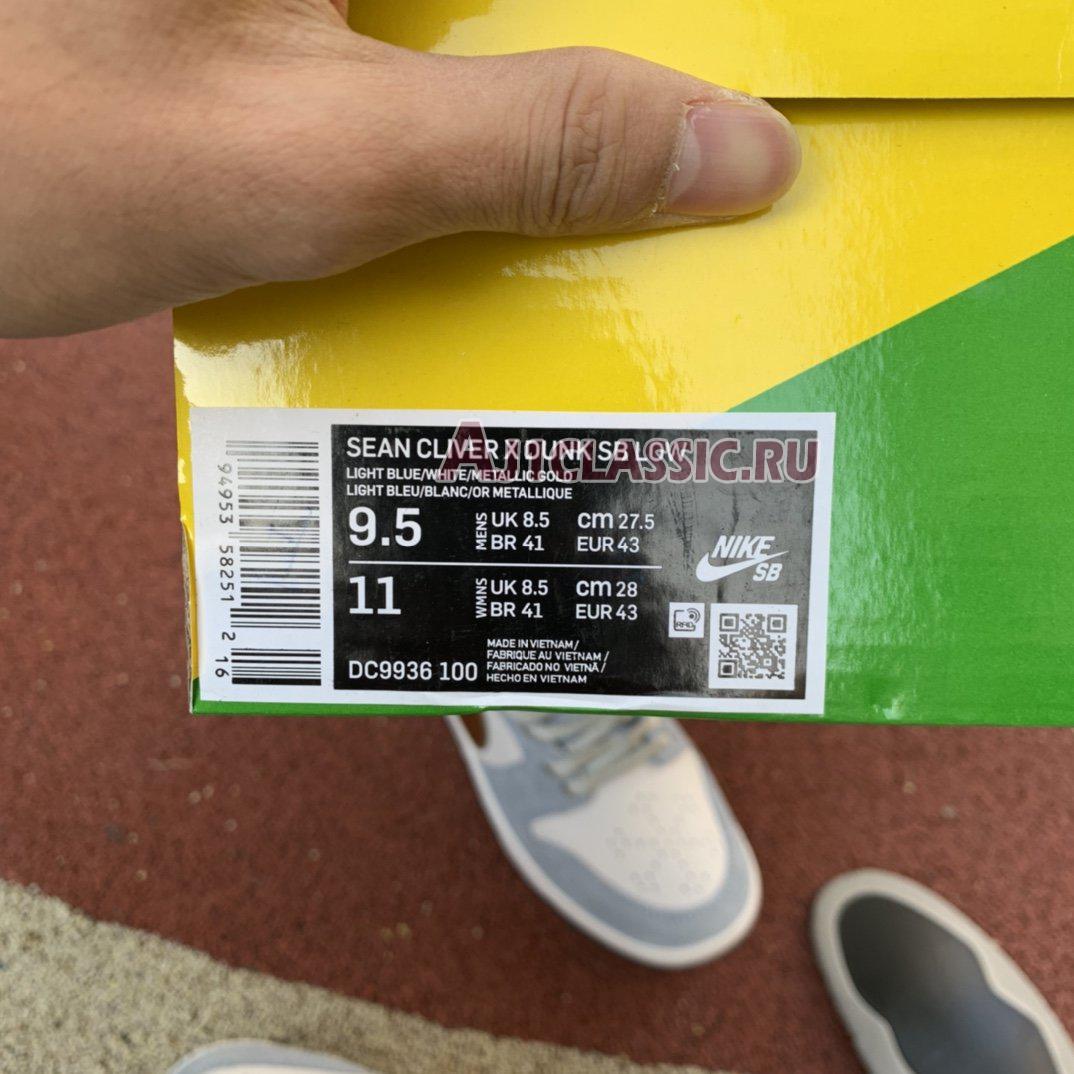 SEAN CLIVER X DUNK SB LOW
AJICLASSIC.RU
LIGHT BLUE/WHITE/METALLIC GOLD
LIGHT BLEU/BLANC/OR METALLIQUE
9.5 MENS UK 8.5 cm 27.5
BR 41 EUR 43
11 WMNS UK 8.5 cm 28
BR 41 EUR 43
NIKE
SB
RFID
DC9936 100
MADE IN VIETNAM/
FABRIQUE AU VIETNAM/
FABRICADO NO VIETNÃ/
HECHO EN VIETNAM
94953 58251 2 16